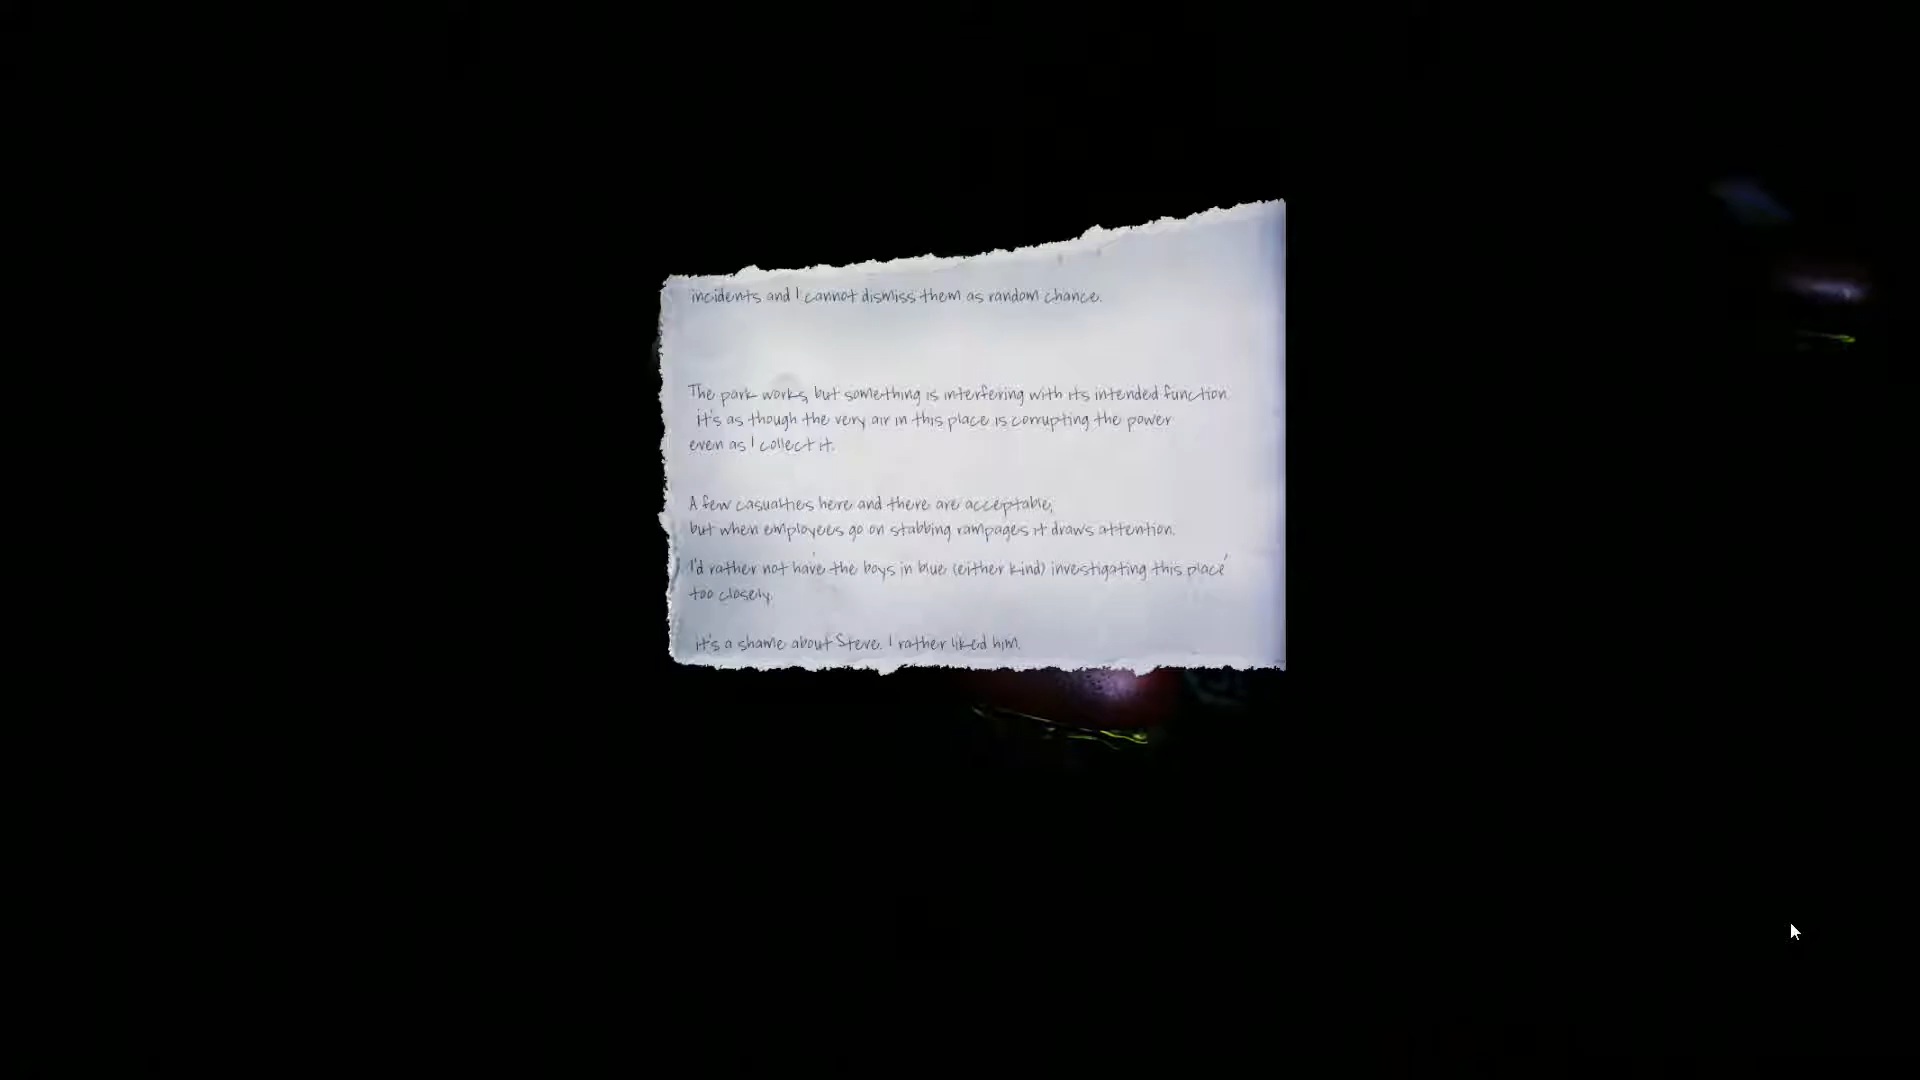 incidents and I cannot dismiss them as random chance.
The park works, but something is interfering with its intended function.
it's as though the very air in this place is corrupting the power
even as I collect it.
A few casualties here and there are acceptable,
but when employees go on stabbing rampages it draws attention.
I'd rather not have the boys in blue (either kind) investigating this place
too closely.
it's a shame about Steve. I rather liked him.